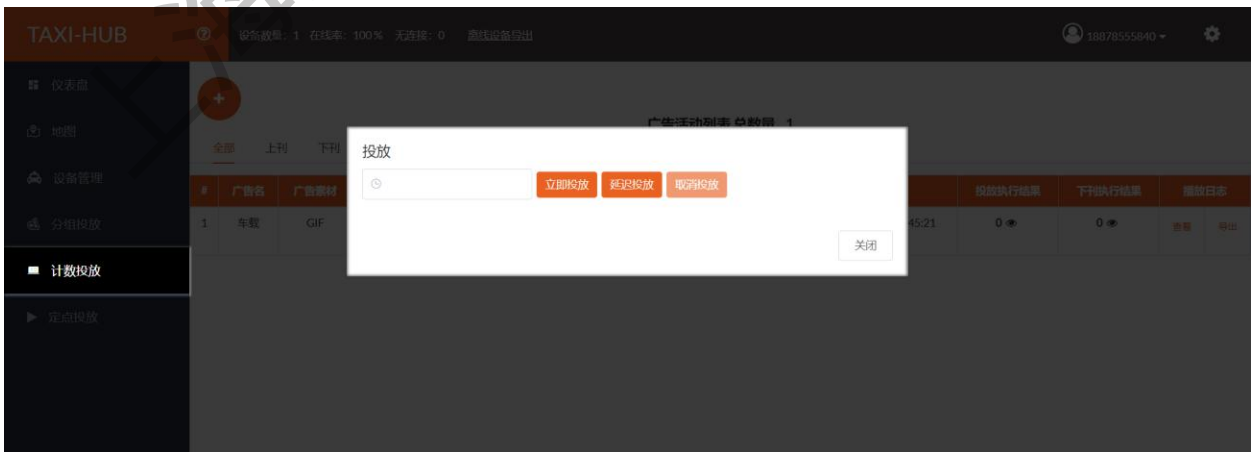 TAXI-HUB 设备数量: 1 在线率: 100% 无连接: 0 离线设备导出 18878555840
仪表盘
地图
设备管理
分组投放
计数投放
定点投放
广告活动列表 总数量 1
全部 上刊 下刊
# 广告名 广告素材 投放执行结果 下刊执行结果 播放日志
1 车载 GIF 45:21 0 0 查看 导出
投放
立即投放 延迟投放 取消投放
关闭